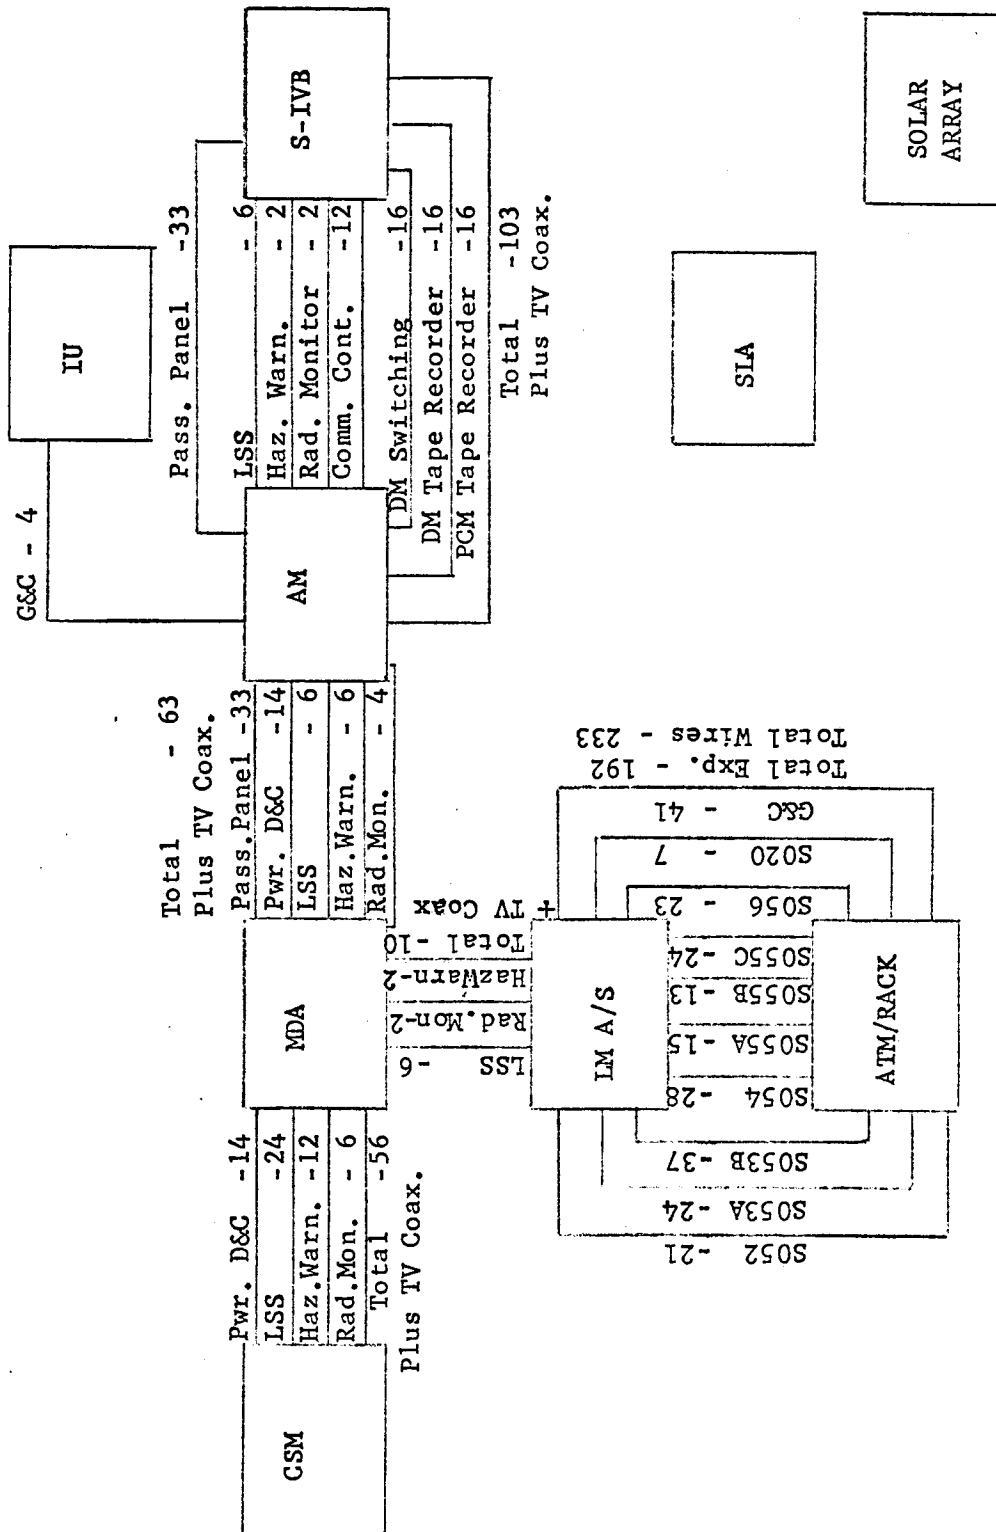 CSM
Pwr. D&C -14
LSS -24
Haz.Warn. -12
Rad.Mon. - 6
Total -56
Plus TV Coax.
MDA
Total - 63
Plus TV Coax.
Pass.Panel -33
Pwr. D&C -14
LSS - 6
Haz.Warn. - 6
Rad.Mon. - 4
AM
G&C - 4
IU
Pass. Panel -33
LSS - 6
Haz. Warn. - 2
Rad. Monitor - 2
Comm. Cont. -12
DM Switching -16
DM Tape Recorder -16
PCM Tape Recorder -16
Total -103
Plus TV Coax.
S-IVB
LSS -6
Rad.Mon-2
HazWarn-2
Total -10
+ TV Coax
LM A/S
S052 -21
S053A -24
S053B -37
S054 -28
S055A -15
S055B -13
S055C -24
S056 - 23
S020 - 7
G&C - 41
Total Exp. - 192
Total Wires - 233
ATM/RACK
SLA
SOLAR
ARRAY